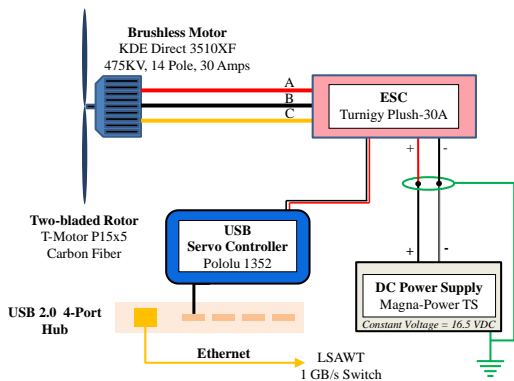 Brushless Motor
KDE Direct 3510XF
475KV, 14 Pole, 30 Amps
A
B
C
ESC
Turnigy Plush-30A
+ -
Two-bladed Rotor
T-Motor P15x5
Carbon Fiber
USB
Servo Controller
Pololu 1352
+ -
DC Power Supply
Magna-Power TS
Constant Voltage = 16.5 VDC
USB 2.0 4-Port
Hub
Ethernet
LSAWT
1 GB/s Switch